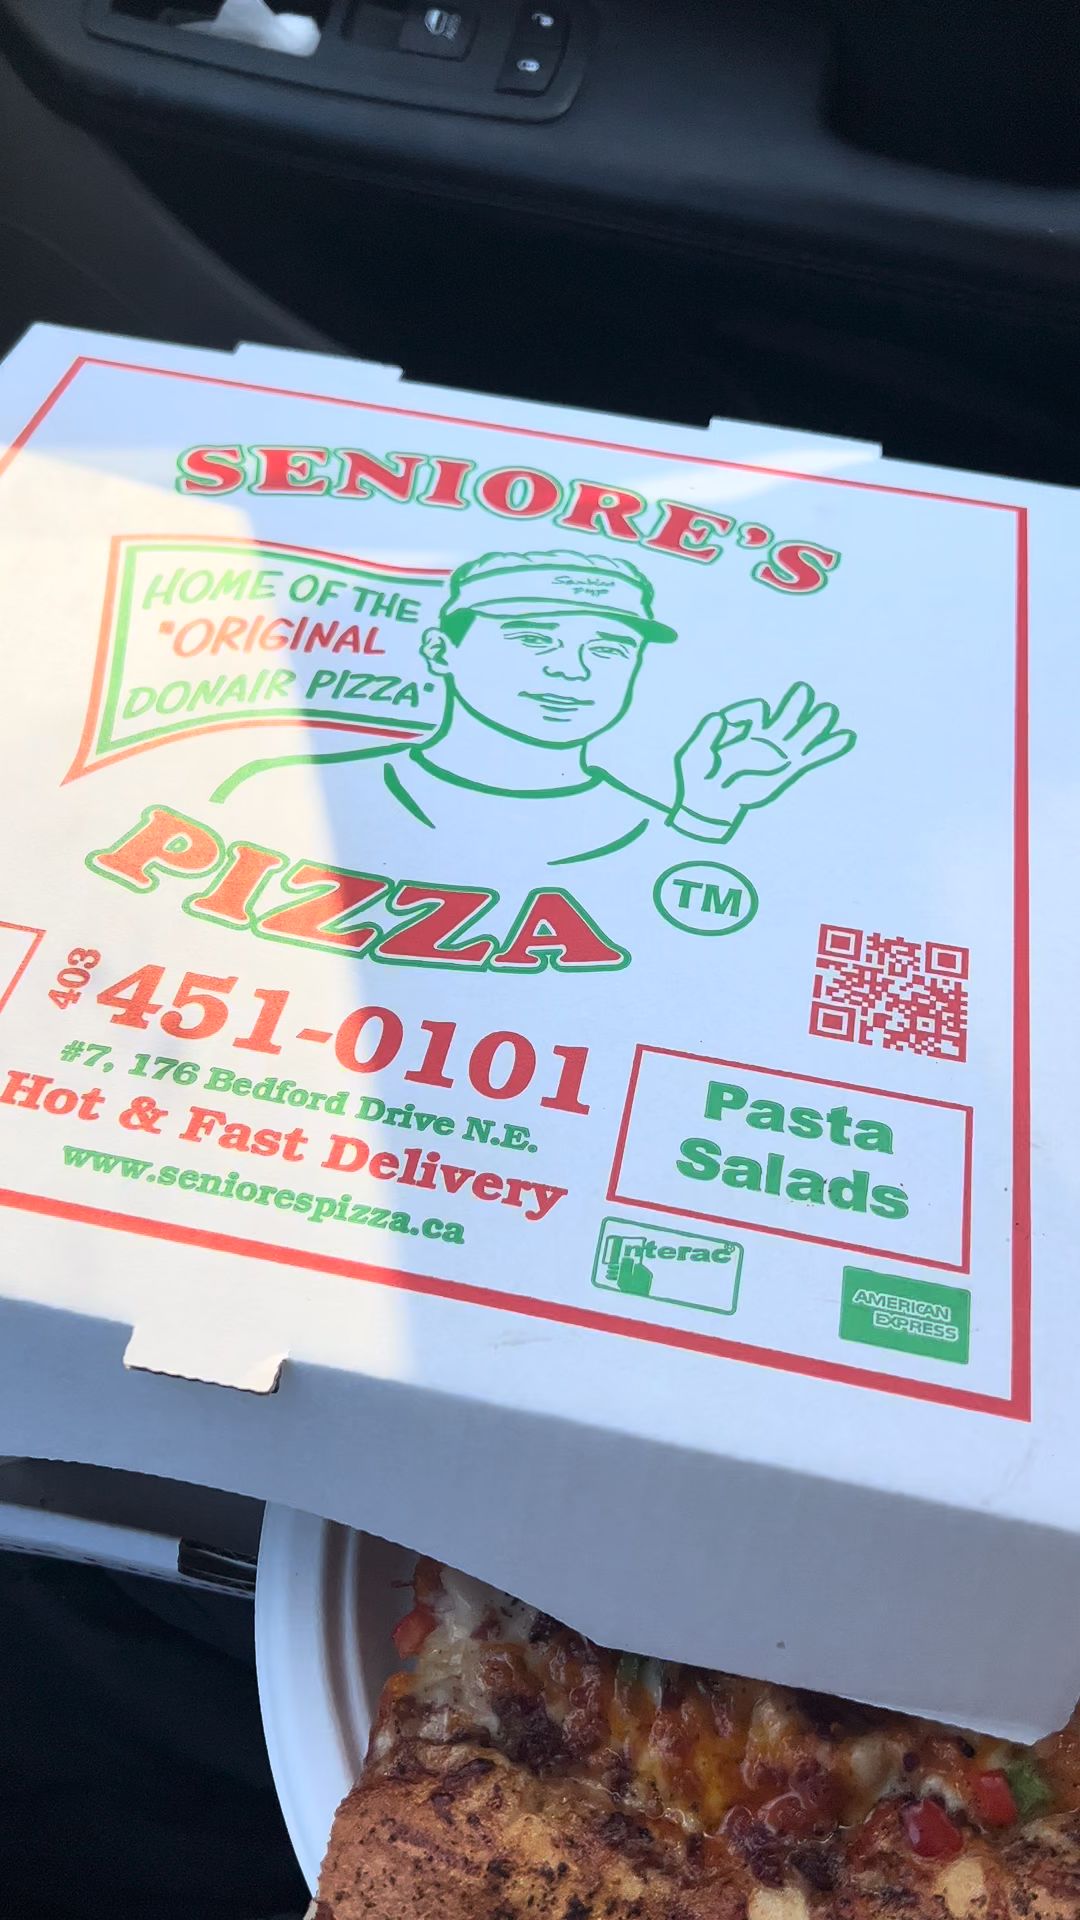 SENIORE'S
HOME OF THE
"ORIGINAL
DONAIR PIZZA"
PIZZA
TM
403
451-0101
#7, 176 Bedford Drive N.E.
Hot & Fast Delivery
www.seniorespizza.ca
Pasta
Salads
Interac®
AMERICAN
EXPRESS